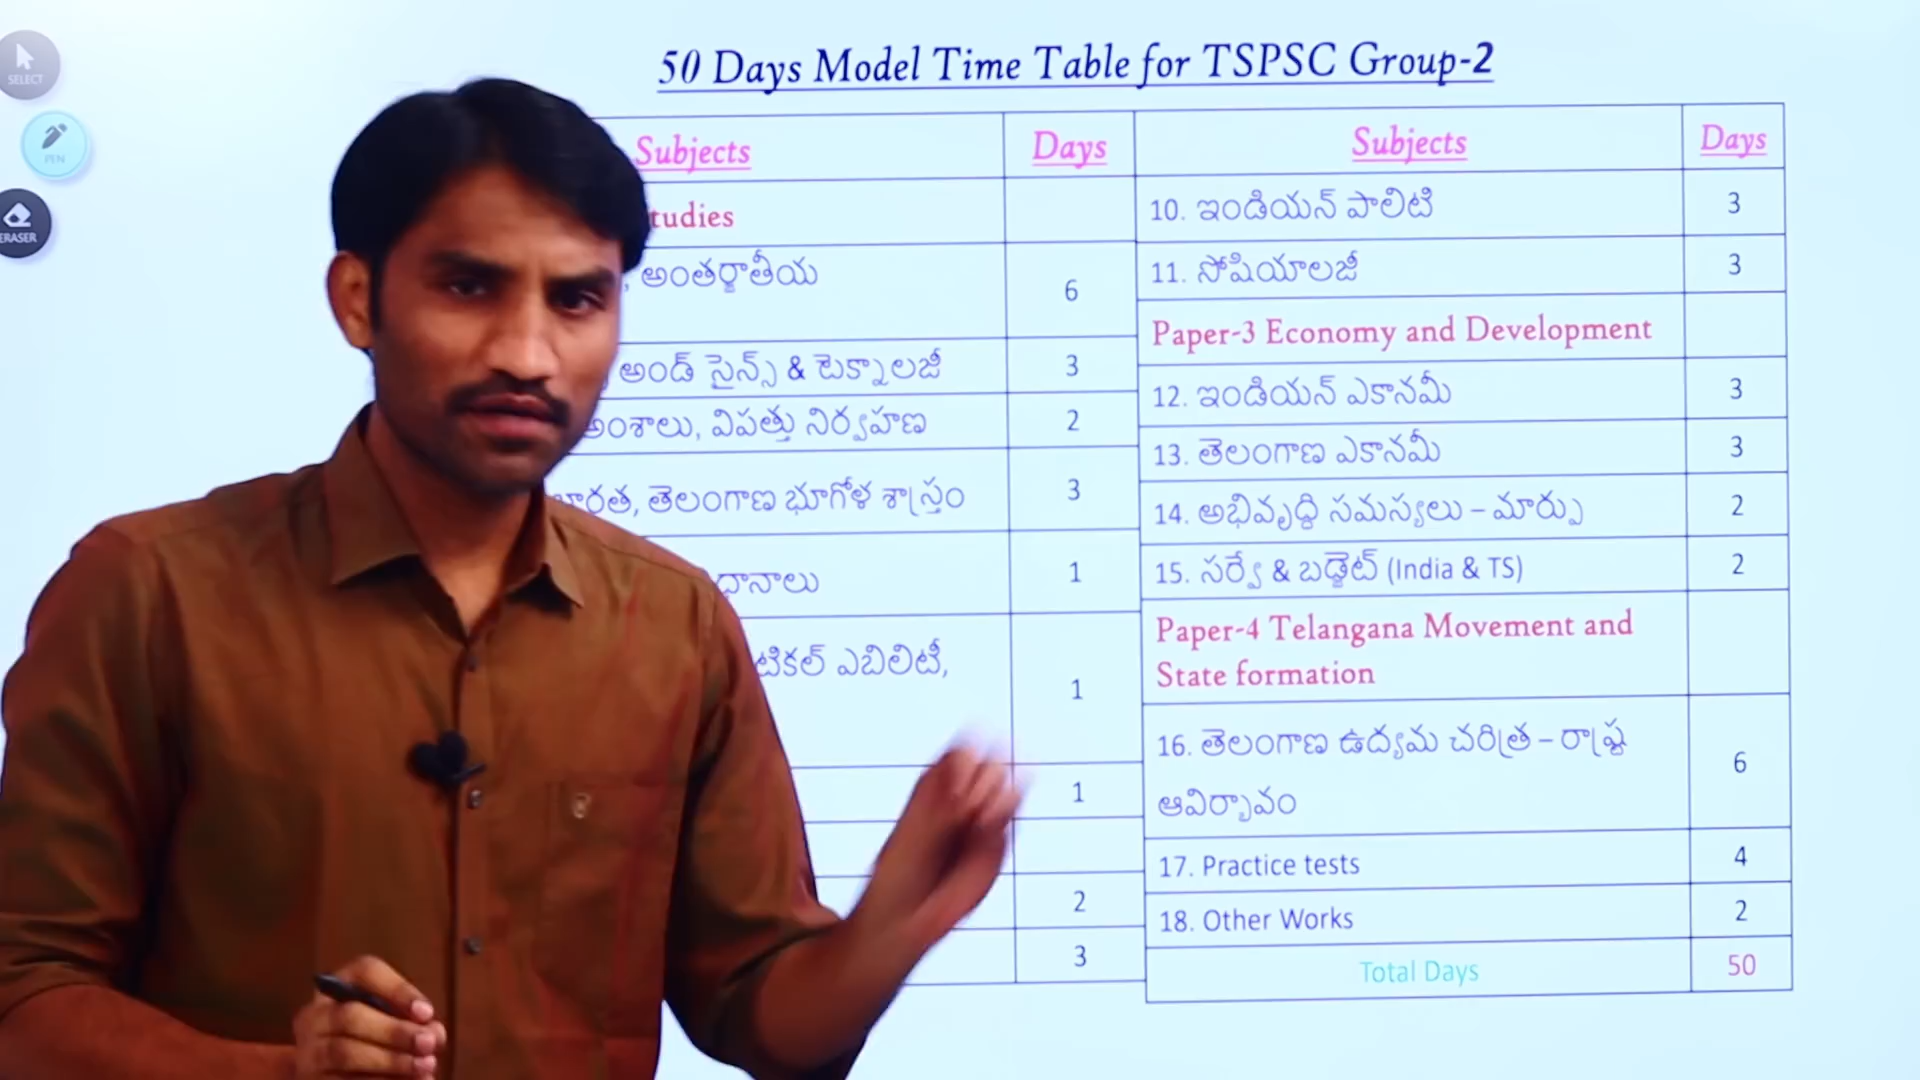 50 Days Model Time Table for TSPSC Group-2
SELECT
PEN
ERASER
Subjects
Days
tudies
, అంతర్జాతీయ
6
అండ్ సైన్స్ & టెక్నాలజీ
3
అంశాలు, విపత్తు నిర్వహణ
2
భారత, తెలంగాణ భూగోళ శాస్త్రం
3
ధానాలు
1
టికల్ ఎబిలిటీ,
1
1
2
3
Subjects
Days
10. ఇండియన్ పాలిటి
3
11. సోషియాలజీ
3
Paper-3 Economy and Development
12. ఇండియన్ ఎకానమీ
3
13. తెలంగాణ ఎకానమీ
3
14. అభివృద్ధి సమస్యలు – మార్పు
2
15. సర్వే & బడ్జెట్ (India & TS)
2
Paper-4 Telangana Movement and
State formation
16. తెలంగాణ ఉద్యమ చరిత్ర – రాష్ట్ర
ఆవిర్భావం
6
17. Practice tests
4
18. Other Works
2
Total Days
50